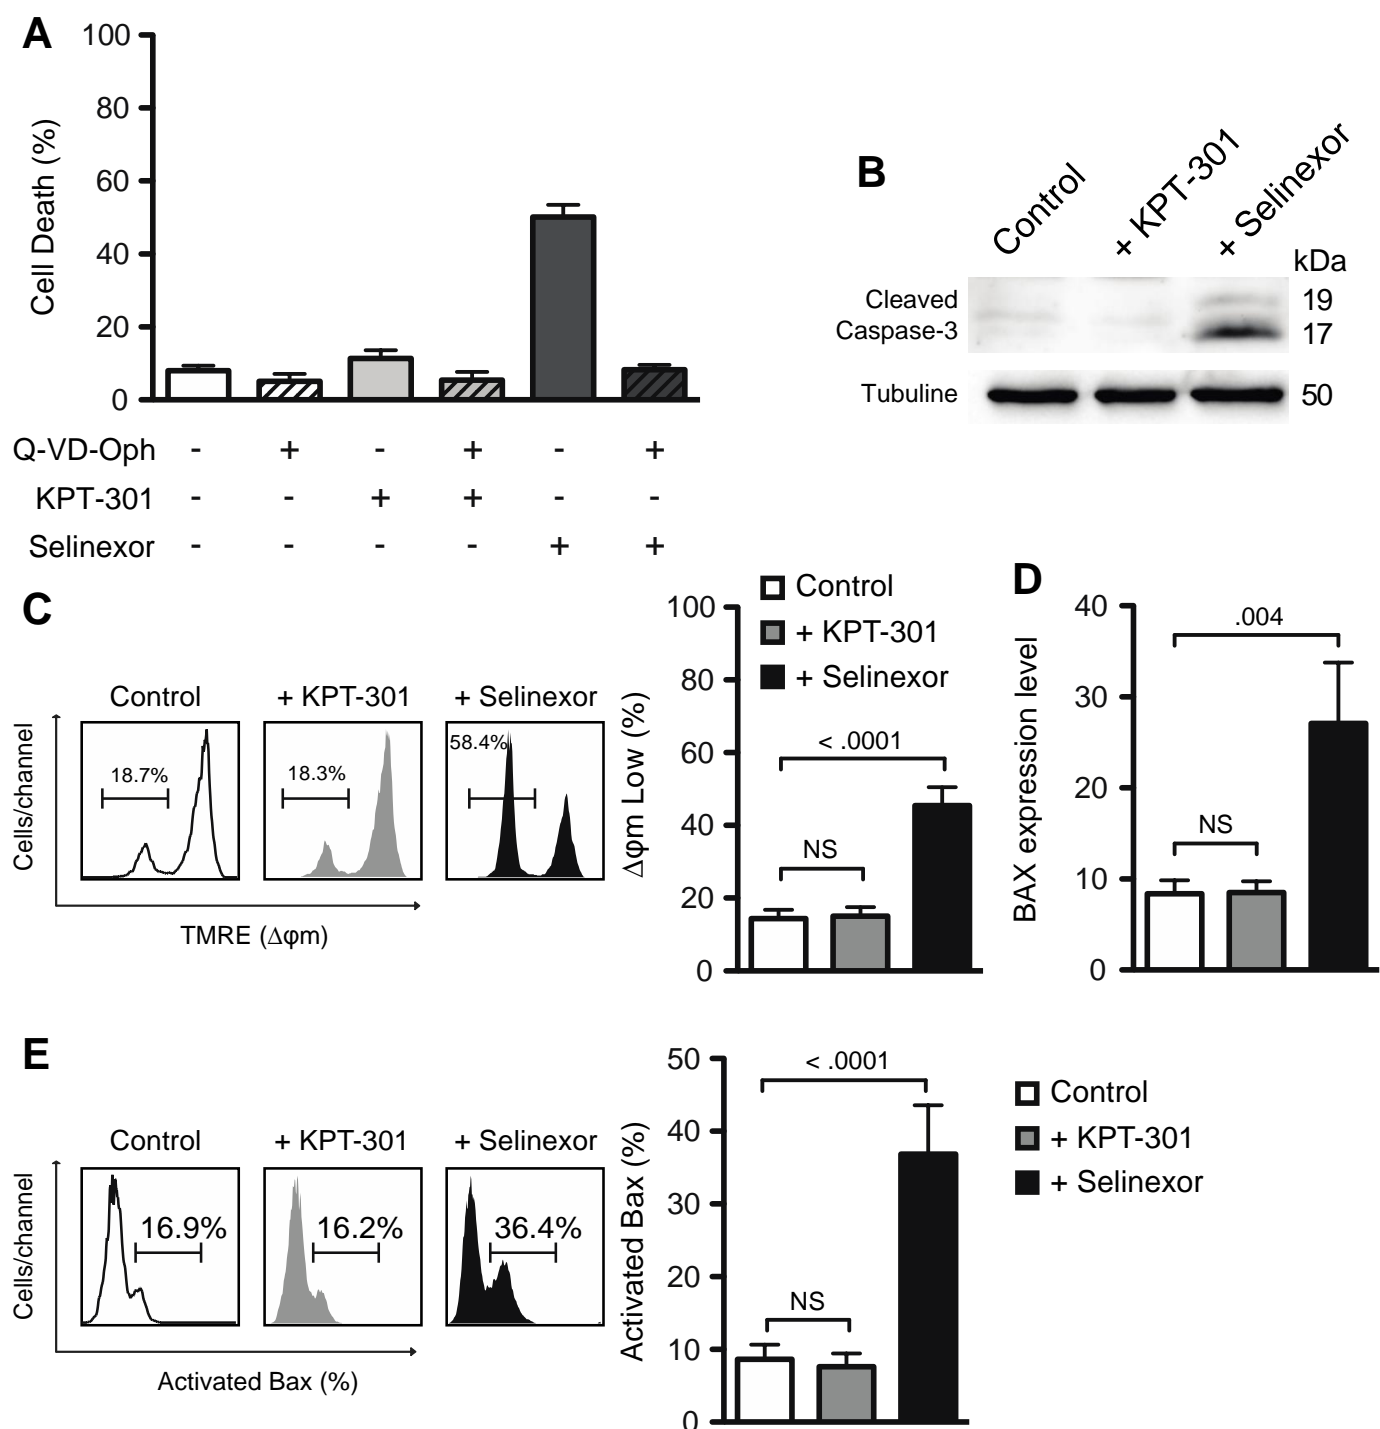 A
100
80
60
40
20
0
Cell Death (%)
Q-VD-Oph - + - + - +
KPT-301 - - + + - -
Selinexor - - - - + +
B
Control
+ KPT-301
+ Selinexor
kDa
Cleaved
Caspase-3
19
17
Tubuline
50
C
Control
+ KPT-301
+ Selinexor
18.7%
18.3%
58.4%
Cells/channel
TMRE (Δφm)
Δφm Low (%)
100
80
60
40
20
0
Control
+ KPT-301
+ Selinexor
< .0001
NS
D
BAX expression level
40
30
20
10
0
.004
NS
E
Control
+ KPT-301
+ Selinexor
16.9%
16.2%
36.4%
Cells/channel
Activated Bax (%)
Activated Bax (%)
50
40
30
20
10
0
< .0001
NS
Control
+ KPT-301
+ Selinexor